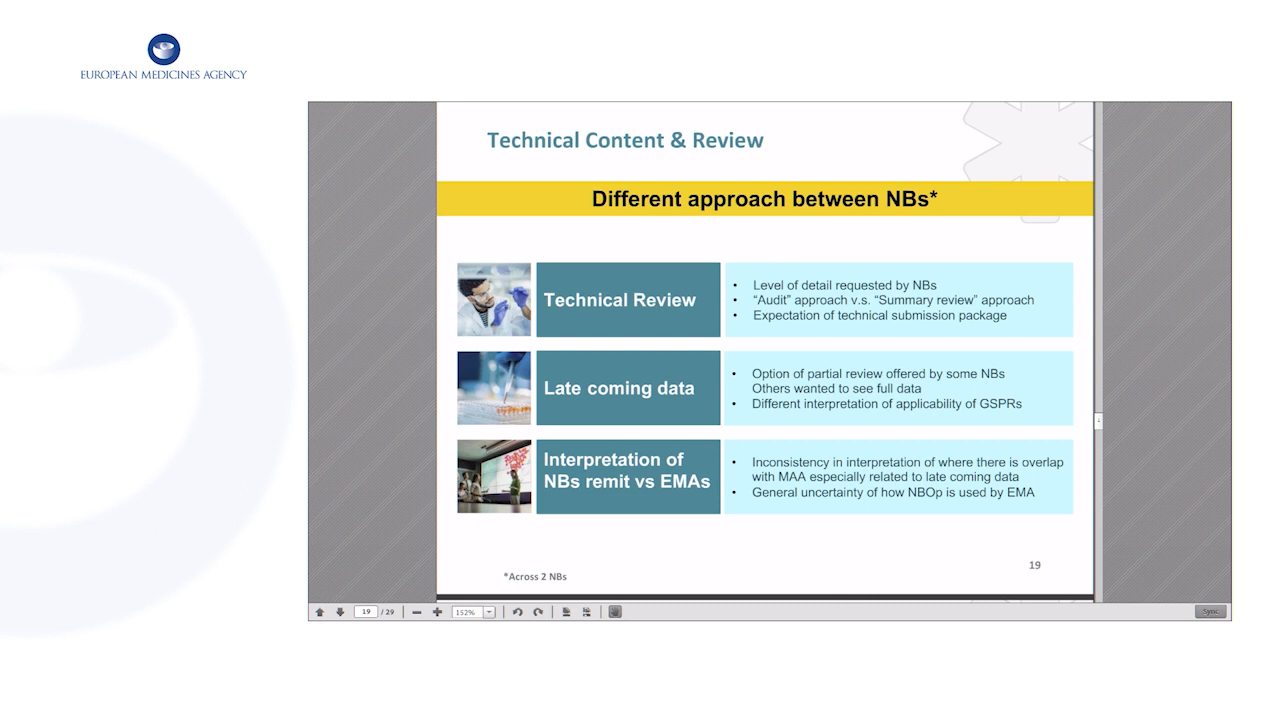 EUROPEAN MEDICINES AGENCY
Technical Content & Review
Different approach between NBs*
Technical Review
• Level of detail requested by NBs
• “Audit” approach v.s. “Summary review” approach
• Expectation of technical submission package
Late coming data
• Option of partial review offered by some NBs
Others wanted to see full data
• Different interpretation of applicability of GSPRs
Interpretation of
NBs remit vs EMAs
• Inconsistency in interpretation of where there is overlap
with MAA especially related to late coming data
• General uncertainty of how NBOp is used by EMA
19
*Across 2 NBs
19 / 29
152%
Sync